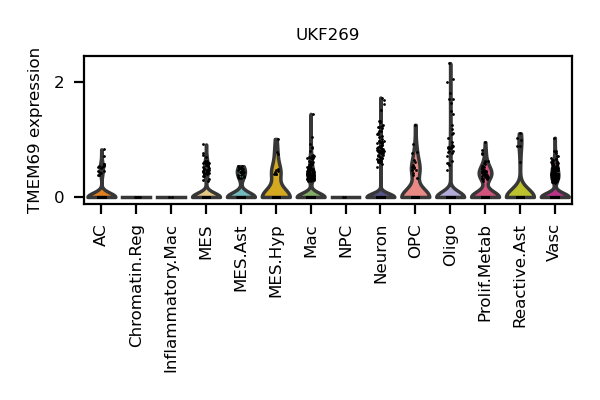 UKF269
TMEM69 expression
2
0
AC
Chromatin.Reg
Inflammatory.Mac
MES
MES.Ast
MES.Hyp
Mac
NPC
Neuron
OPC
Oligo
Prolif.Metab
Reactive.Ast
Vasc